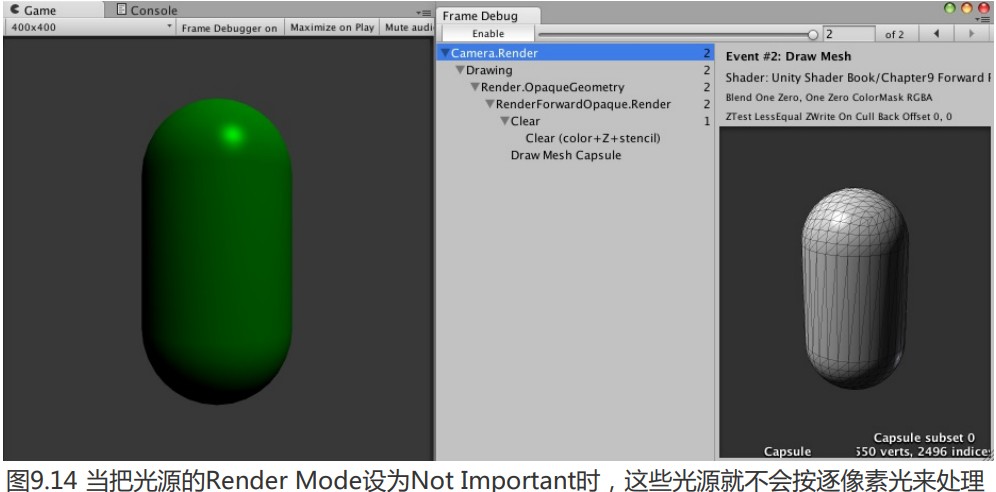 Game
Console
400x400
Frame Debugger on
Maximize on Play
Mute audi
Frame Debug
Enable
2
of 2
Camera.Render 2
Drawing 2
Render.OpaqueGeometry 2
RenderForwardOpaque.Render 2
Clear 1
Clear (color+Z+stencil)
Draw Mesh Capsule
Event #2: Draw Mesh
Shader: Unity Shader Book/Chapter9 Forward
Blend One Zero, One Zero ColorMask RGBA
ZTest LessEqual ZWrite On Cull Back Offset 0, 0
Capsule subset 0
Capsule
550 verts, 2496 indices
图9.14 当把光源的Render Mode设为Not Important时，这些光源就不会按逐像素光来处理